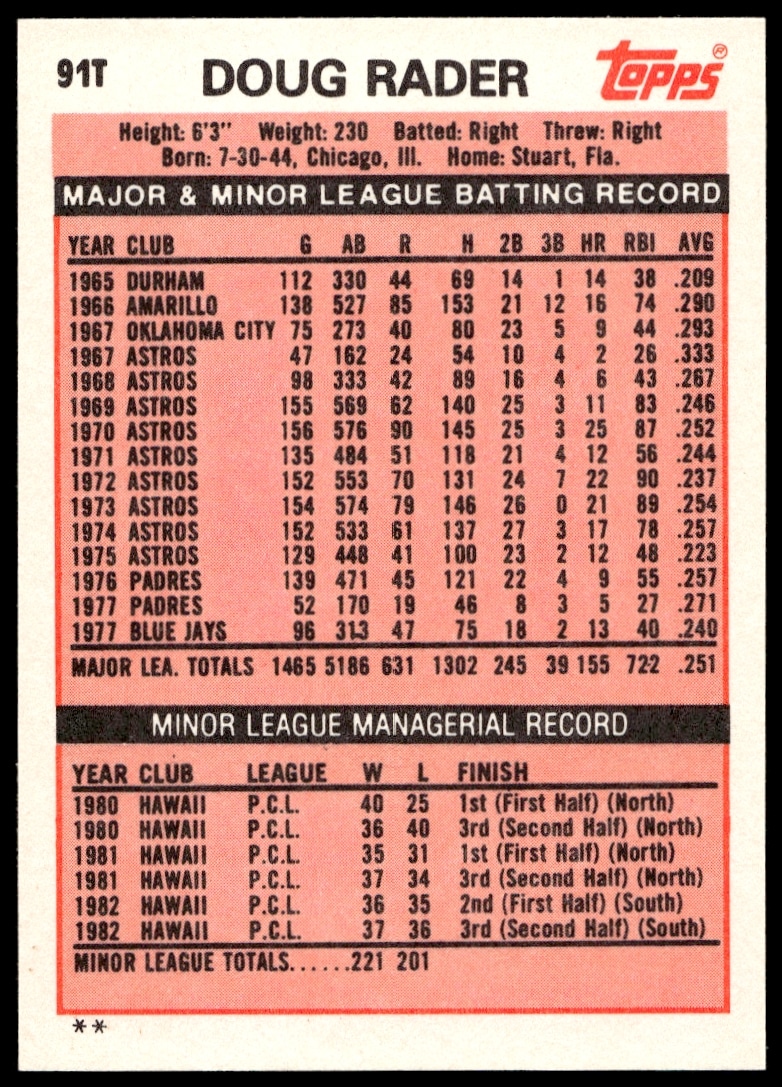 91T DOUG RADER Topps®
Height: 6'3" Weight: 230 Batted: Right Threw: Right
Born: 7-30-44, Chicago, Ill. Home: Stuart, Fla.
MAJOR & MINOR LEAGUE BATTING RECORD
YEAR CLUB G AB R H 2B 3B HR RBI AVG
1965 DURHAM 112 330 44 69 14 1 14 38 .209
1966 AMARILLO 138 527 85 153 21 12 16 74 .290
1967 OKLAHOMA CITY 75 273 40 80 23 5 9 44 .293
1967 ASTROS 47 162 24 54 10 4 2 26 .333
1968 ASTROS 98 333 42 89 16 4 6 43 .267
1969 ASTROS 155 569 62 140 25 3 11 83 .246
1970 ASTROS 156 576 90 145 25 3 25 87 .252
1971 ASTROS 135 484 51 118 21 4 12 56 .244
1972 ASTROS 152 553 70 131 24 7 22 90 .237
1973 ASTROS 154 574 79 146 26 0 21 89 .254
1974 ASTROS 152 533 61 137 27 3 17 78 .257
1975 ASTROS 129 448 41 100 23 2 12 48 .223
1976 PADRES 139 471 45 121 22 4 9 55 .257
1977 PADRES 52 170 19 46 8 3 5 27 .271
1977 BLUE JAYS 96 313 47 75 18 2 13 40 .240
MAJOR LEA. TOTALS 1465 5186 631 1302 245 39 155 722 .251
MINOR LEAGUE MANAGERIAL RECORD
YEAR CLUB LEAGUE W L FINISH
1980 HAWAII P.C.L. 40 25 1st (First Half) (North)
1980 HAWAII P.C.L. 36 40 3rd (Second Half) (North)
1981 HAWAII P.C.L. 35 31 1st (First Half) (North)
1981 HAWAII P.C.L. 37 34 3rd (Second Half) (North)
1982 HAWAII P.C.L. 36 35 2nd (First Half) (South)
1982 HAWAII P.C.L. 37 36 3rd (Second Half) (South)
MINOR LEAGUE TOTALS......221 201
**